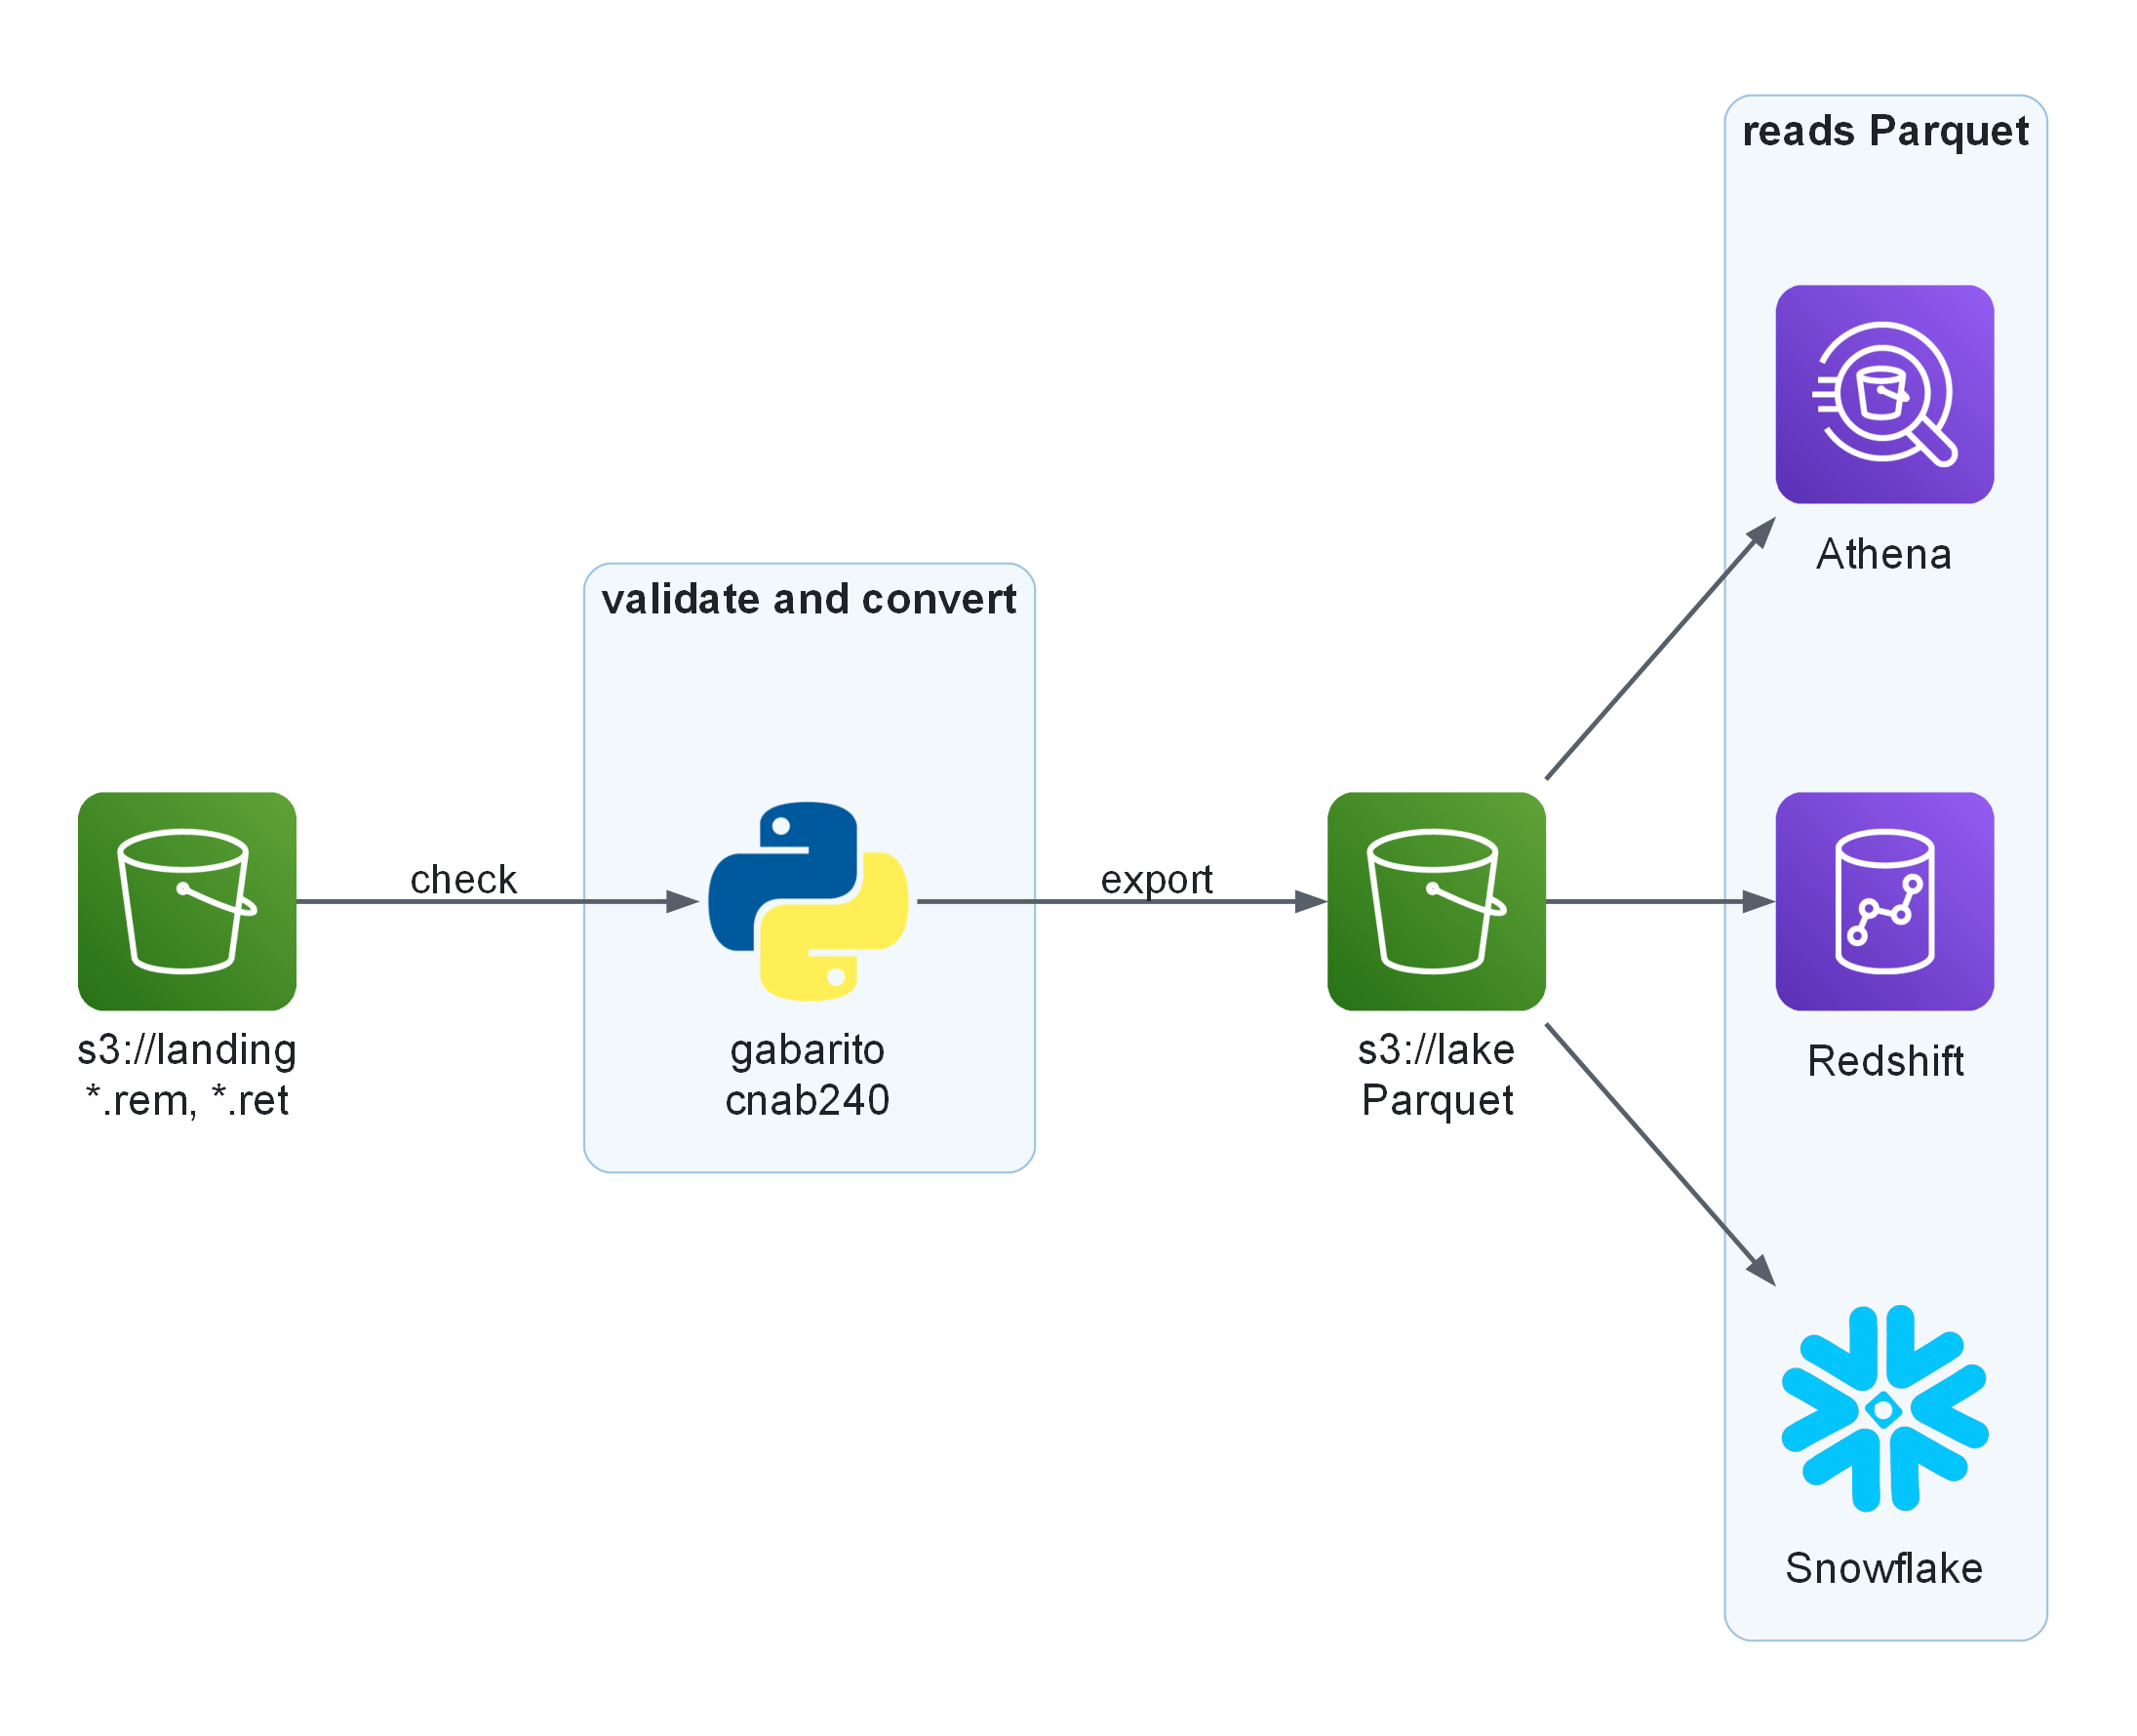 reads Parquet
Athena
validate and convert
check
export
s3://landing
*.rem, *.ret
gabarito
cnab240
s3://lake
Parquet
Redshift
Snowflake